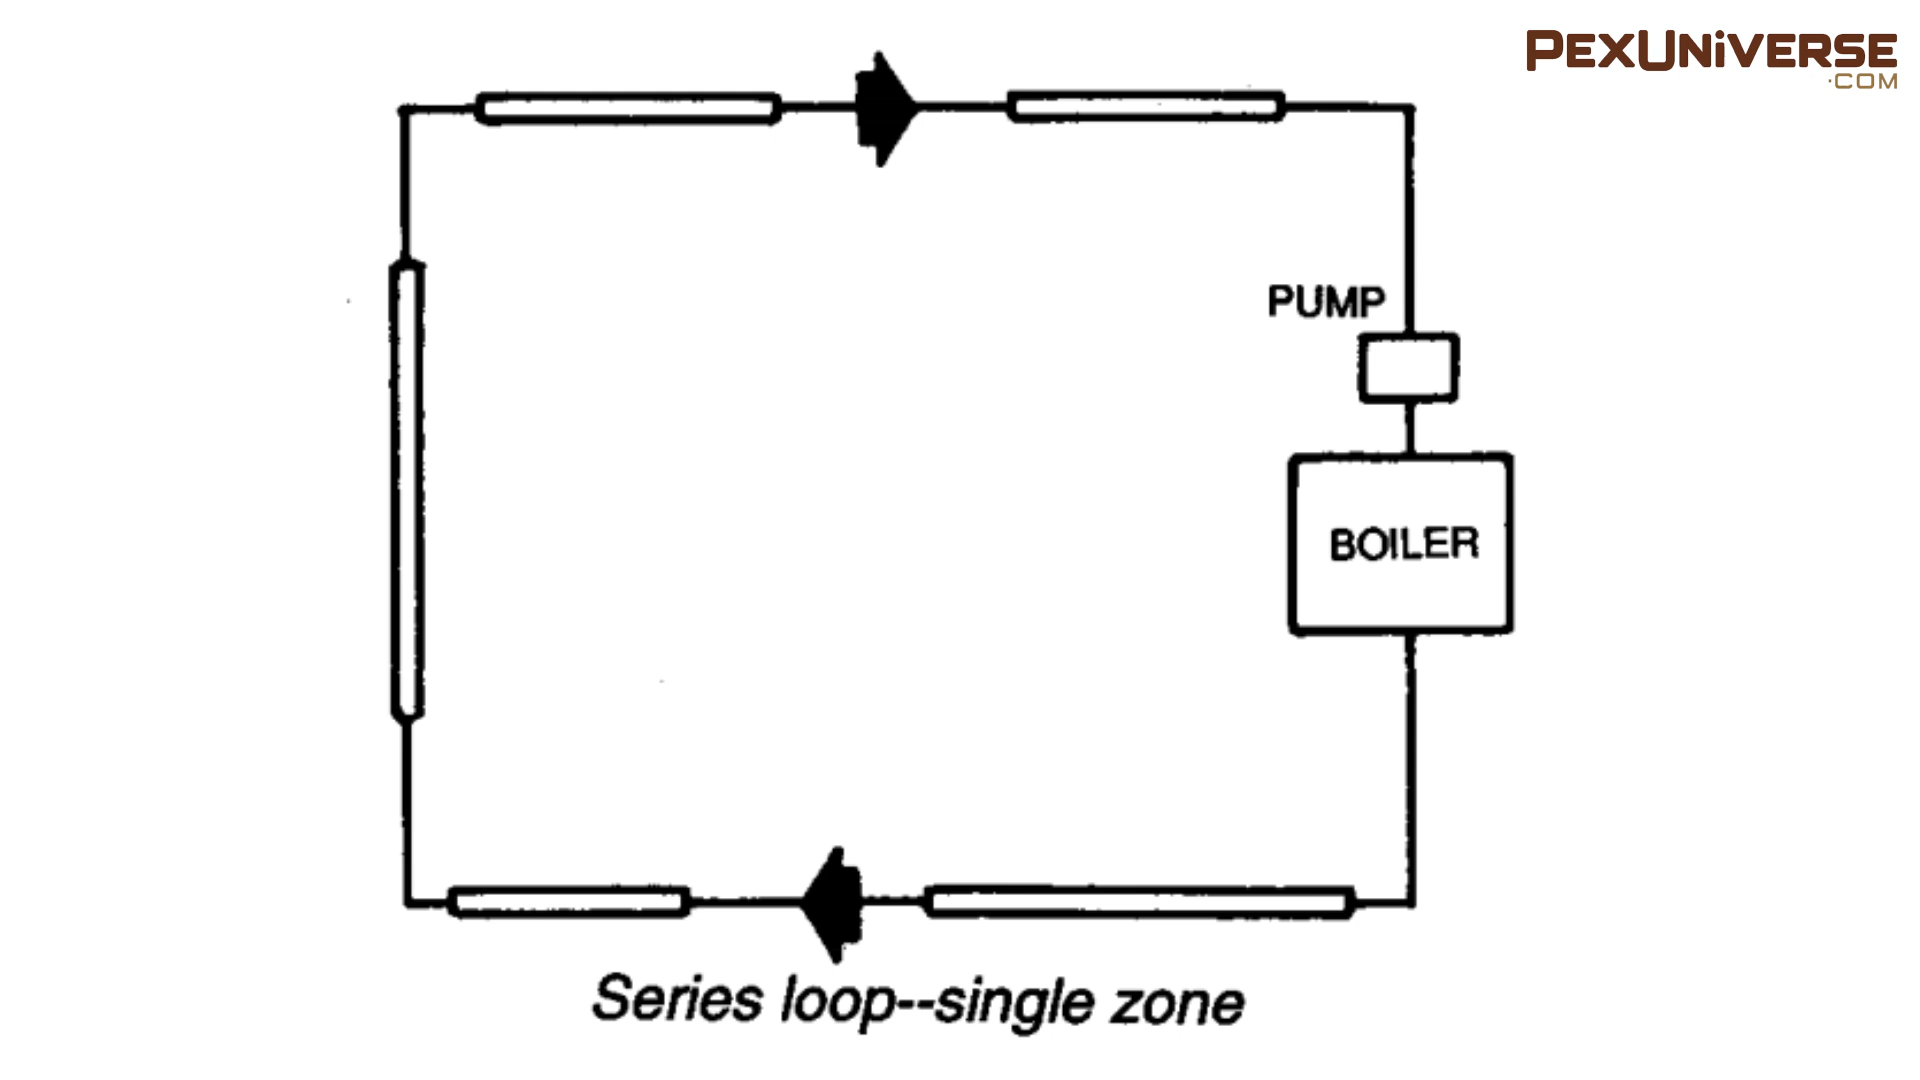 PEXUNiVERSE
.COM
PUMP
BOILER
Series loop--single zone